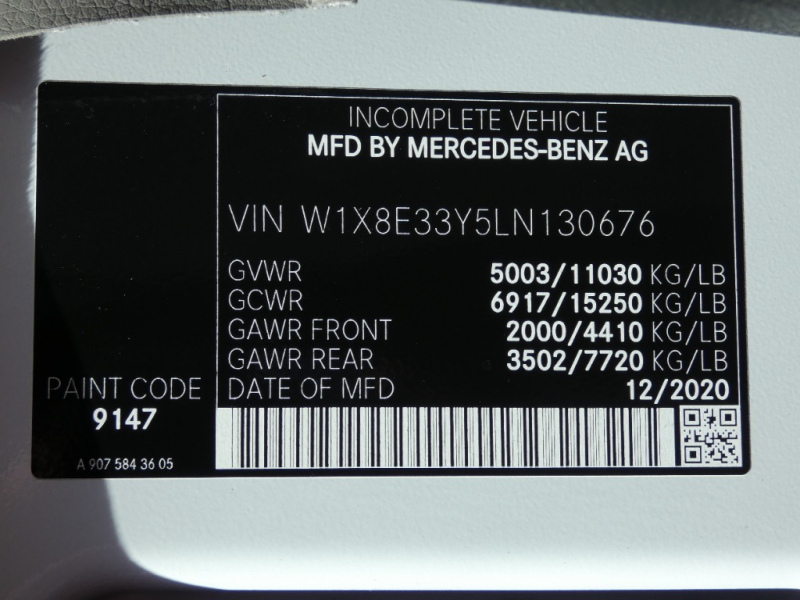 INCOMPLETE VEHICLE
MFD BY MERCEDES-BENZ AG
VIN W1X8E33Y5LN130676
GVWR 5003/11030 KG/LB
GCWR 6917/15250 KG/LB
GAWR FRONT 2000/4410 KG/LB
GAWR REAR 3502/7720 KG/LB
DATE OF MFD 12/2020
PAINT CODE
9147
A 907 584 36 05